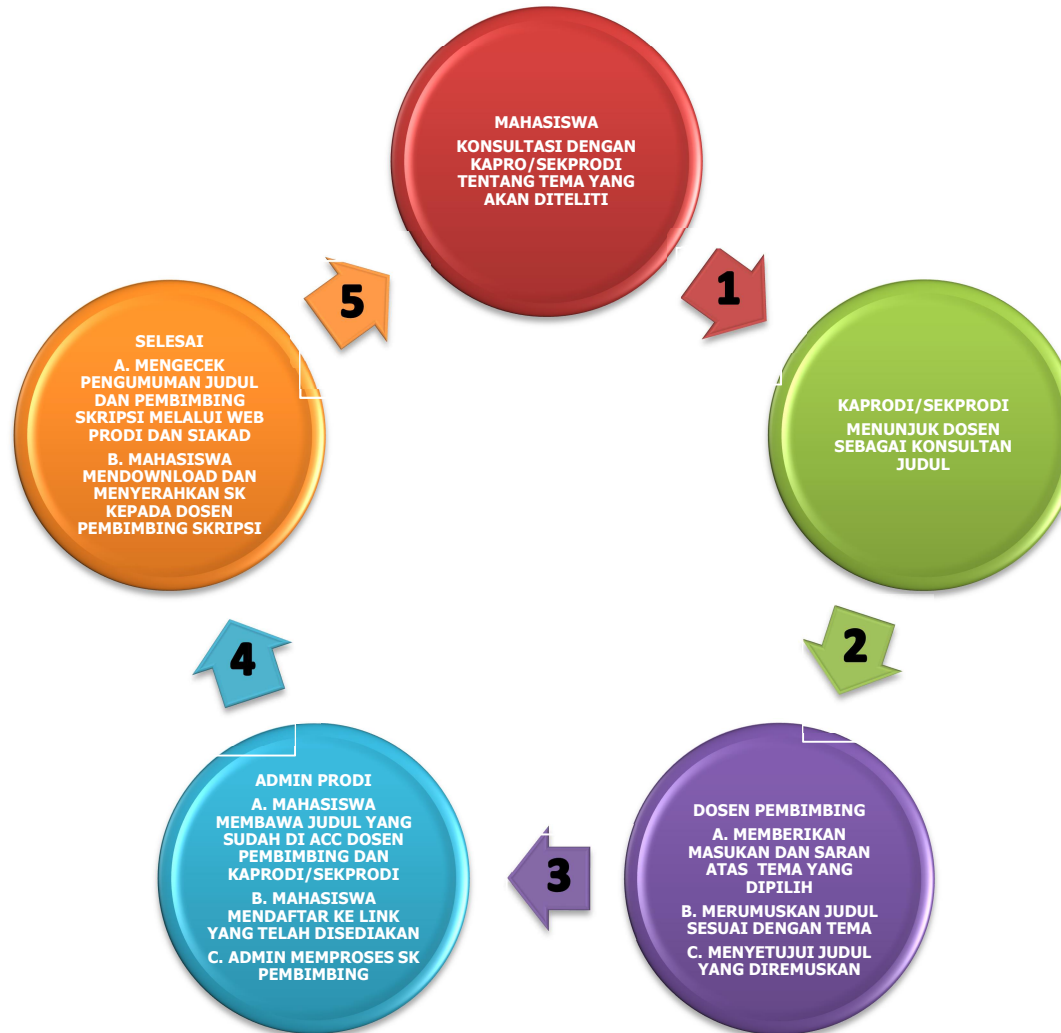 MAHASISWA
KONSULTASI DENGAN
KAPRO/SEKPRODI
TENTANG TEMA YANG
AKAN DITELITI
1
KAPRODI/SEKPRODI
MENUNJUK DOSEN
SEBAGAI KONSULTAN
JUDUL
2
DOSEN PEMBIMBING
A. MEMBERIKAN
MASUKAN DAN SARAN
ATAS TEMA YANG
DIPILIH
B. MERUMUSKAN JUDUL
SESUAI DENGAN TEMA
C. MENYETUJUI JUDUL
YANG DIREMUSKAN
3
ADMIN PRODI
A. MAHASISWA
MEMBAWA JUDUL YANG
SUDAH DI ACC DOSEN
PEMBIMBING DAN
KAPRODI/SEKPRODI
B. MAHASISWA
MENDAFTAR KE LINK
YANG TELAH DISEDIAKAN
C. ADMIN MEMPROSES SK
PEMBIMBING
4
SELESAI
A. MENGECEK
PENGUMUMAN JUDUL
DAN PEMBIMBING
SKRIPSI MELALUI WEB
PRODI DAN SIAKAD
B. MAHASISWA
MENDOWNLOAD DAN
MENYERAHKAN SK
KEPADA DOSEN
PEMBIMBING SKRIPSI
5